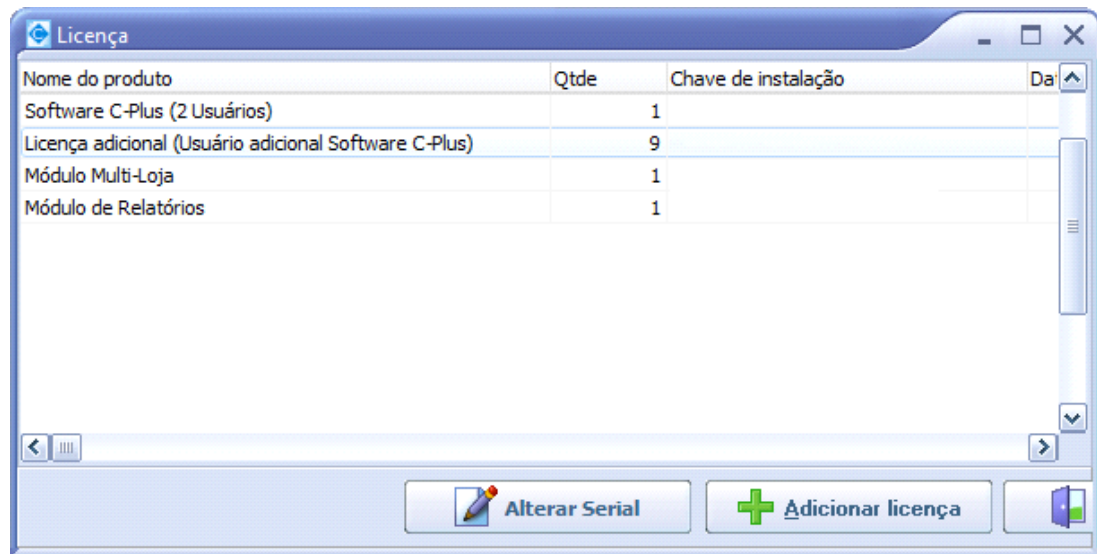 Licença
Nome do produto Qtde Chave de instalação Da
Software C-Plus (2 Usuários) 1
Licença adicional (Usuário adicional Software C-Plus) 9
Módulo Multi-Loja 1
Módulo de Relatórios 1
Alterar Serial Adicionar licença